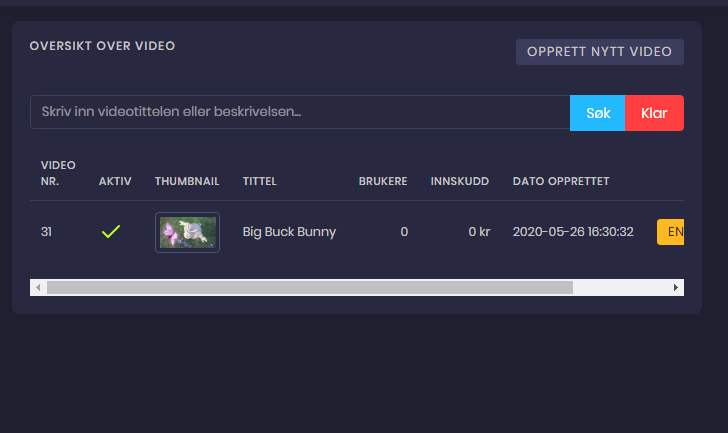 OVERSIKT OVER VIDEO
OPPRETT NYTT VIDEO
Skriv inn videotittelen eller beskrivelsen...
Søk
Klar
VIDEO NR.
AKTIV
THUMBNAIL
TITTEL
BRUKERE
INNSKUDD
DATO OPPRETTET
31
Big Buck Bunny
0
0 kr
2020-05-26 16:30:32
EN